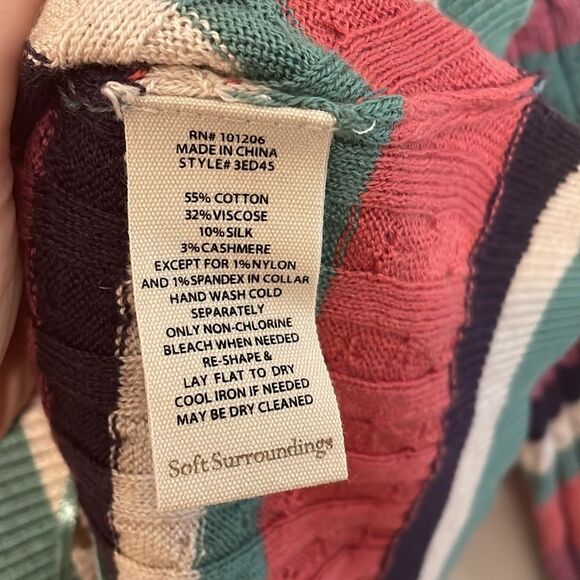 RN# 101206
MADE IN CHINA
STYLE# 3ED45
55% COTTON
32%VISCOSE
10%SILK
3%CASHMERE
EXCEPT FOR 1%NYLON
AND 1%SPANDEX IN COLLAR
HAND WASH COLD
SEPARATELY
ONLY NON-CHLORINE
BLEACH WHEN NEEDED
RE-SHAPE &
LAY FLAT TO DRY
COOL IRON IF NEEDED
MAY BE DRY CLEANED
Soft Surroundings